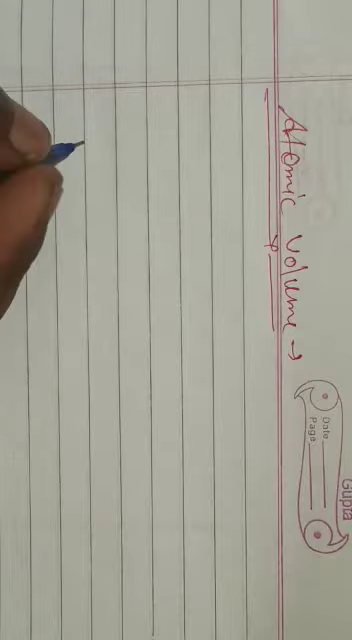 Atomic Volume →
Gupta
Date
Page